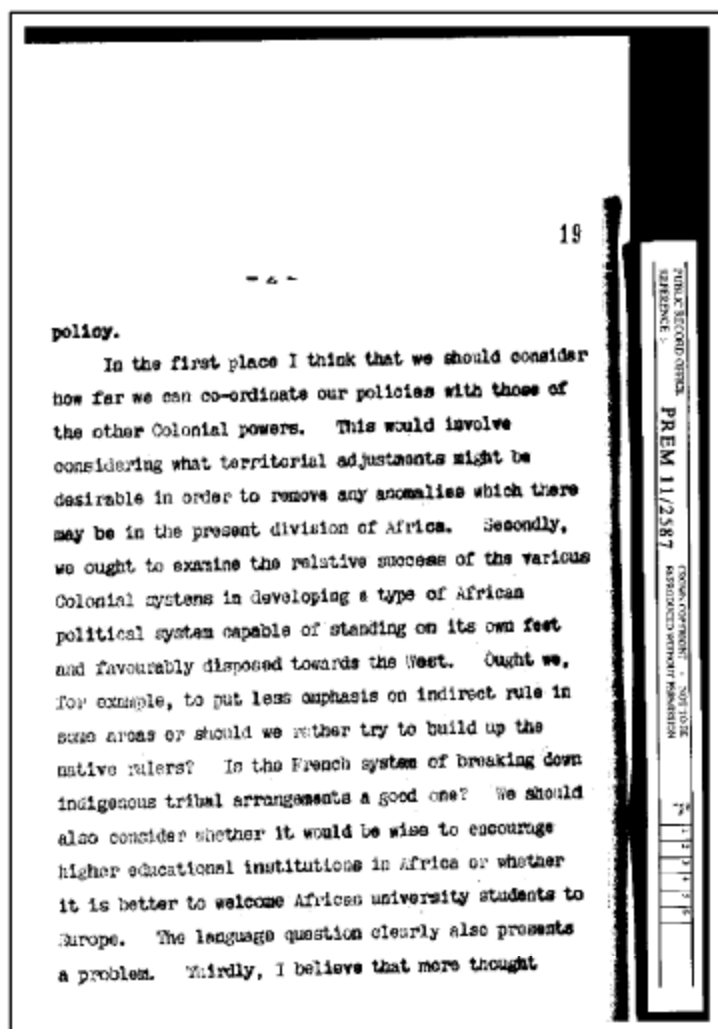 19
- 2 -
policy.
In the first place I think that we should consider
how far we can co-ordinate our policies with those of
the other Colonial powers. This would involve
considering what territorial adjustments might be
desirable in order to remove any anomalies which there
may be in the present division of Africa. Secondly,
we ought to examine the relative success of the various
Colonial systems in developing a type of African
political system capable of standing on its own feet
and favourably disposed towards the West. Ought we,
for example, to put less emphasis on indirect rule in
some areas or should we rather try to build up the
native rulers? Is the French system of breaking down
indigenous tribal arrangements a good one? We should
also consider whether it would be wise to encourage
higher educational institutions in Africa or whether
it is better to welcome African university students to
Europe. The language question clearly also presents
a problem. Thirdly, I believe that more thought
PUBLIC RECORD OFFICE
REFERENCE :-
PREM 11/2587
CROWN COPYRIGHT - NOT TO BE
REPRODUCED WITHOUT PERMISSION
1 2 3 4 5 6